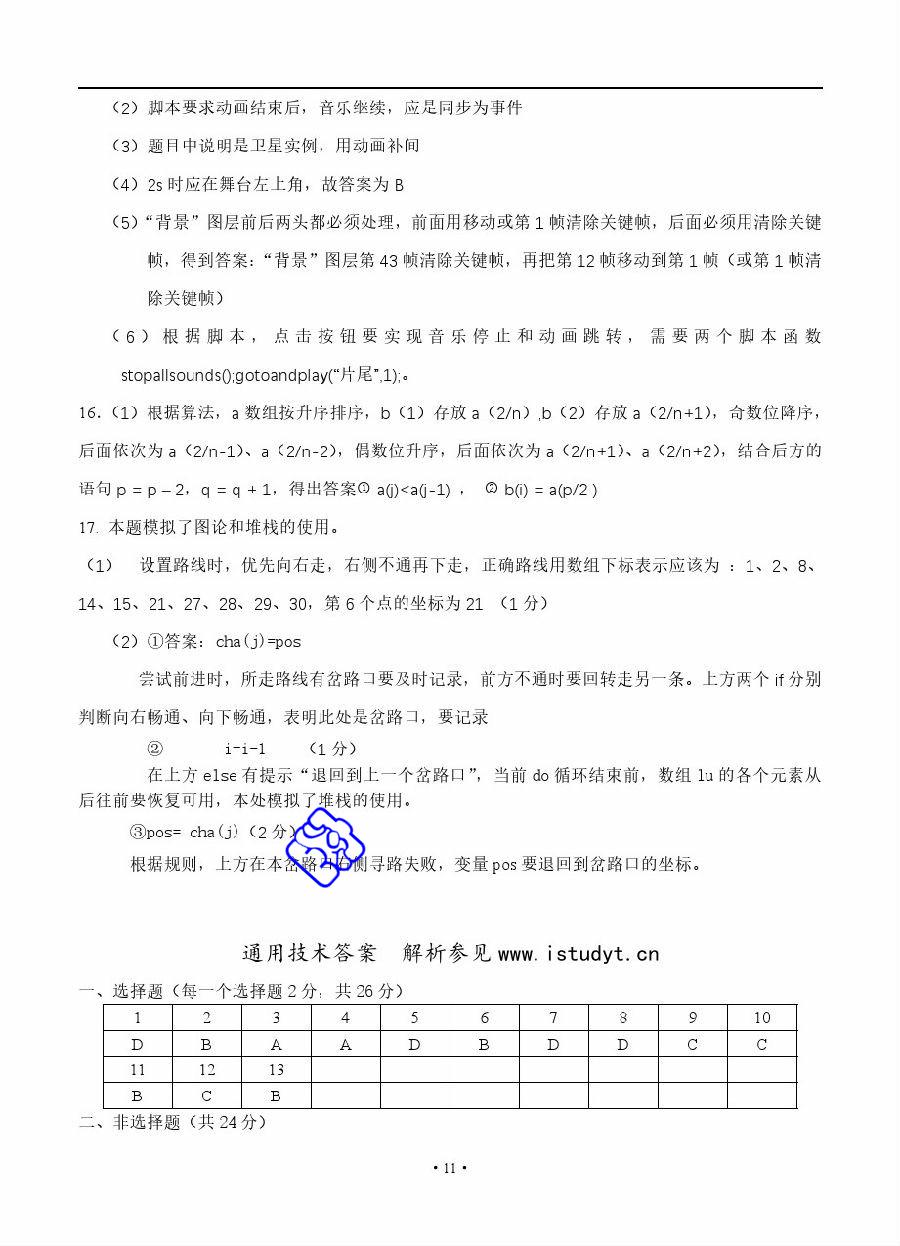 （2）脚本要求动画结束后，音乐继续，应是同步为事件
（3）题目中说明是卫星实例，用动画补间
（4）2s 时应在舞台左上角，故答案为 B
（5）“背景”图层前后两头都必须处理，前面用移动或第 1 帧清除关键帧，后面必须用清除关键
帧，得到答案：“背景”图层第 43 帧清除关键帧，再把第 12 帧移动到第 1 帧（或第 1 帧清
除关键帧）
（6）根据脚本，点击按钮要实现音乐停止和动画跳转，需要两个脚本函数
stopallsounds();gotoandplay(“片尾”,1);。
16.（1）根据算法，a 数组按升序排序，b（1）存放 a（2/n）,b（2）存放 a（2/n+1），奇数位降序，
后面依次为 a（2/n-1）、a（2/n-2），偶数位升序，后面依次为 a（2/n+1）、a（2/n+2），结合后方的
语句 p = p – 2，q = q + 1，得出答案① a(j)<a(j-1) ， ② b(i) = a(p/2 )
17. 本题模拟了图论和堆栈的使用。
（1） 设置路线时，优先向右走，右侧不通再下走，正确路线用数组下标表示应该为 ：1、2、8、
14、15、21、27、28、29、30，第 6 个点的坐标为 21 （1 分）
（2）①答案：cha(j)=pos
尝试前进时，所走路线有岔路口要及时记录，前方不通时要回转走另一条。上方两个 if 分别
判断向右畅通、向下畅通，表明此处是岔路口，要记录
② i=i-1 （1 分）
在上方 else 有提示“退回到上一个岔路口”，当前 do 循环结束前，数组 lu 的各个元素从
后往前要恢复可用，本处模拟了堆栈的使用。
③pos= cha(j)（2 分）
根据规则，上方在本岔路口右侧寻路失败，变量 pos 要退回到岔路口的坐标。
通用技术答案 解析参见 www.istudyt.cn
一、选择题（每一个选择题 2 分，共 26 分）
1 2 3 4 5 6 7 8 9 10
D B A A D B D D C C
11 12 13
B C B
二、非选择题（共 24 分）
· 11 ·